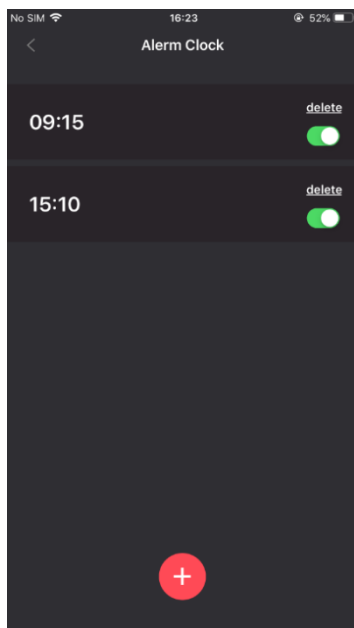 No SIM 16:23 52%
Alerm Clock
delete
09:15
delete
15:10
+